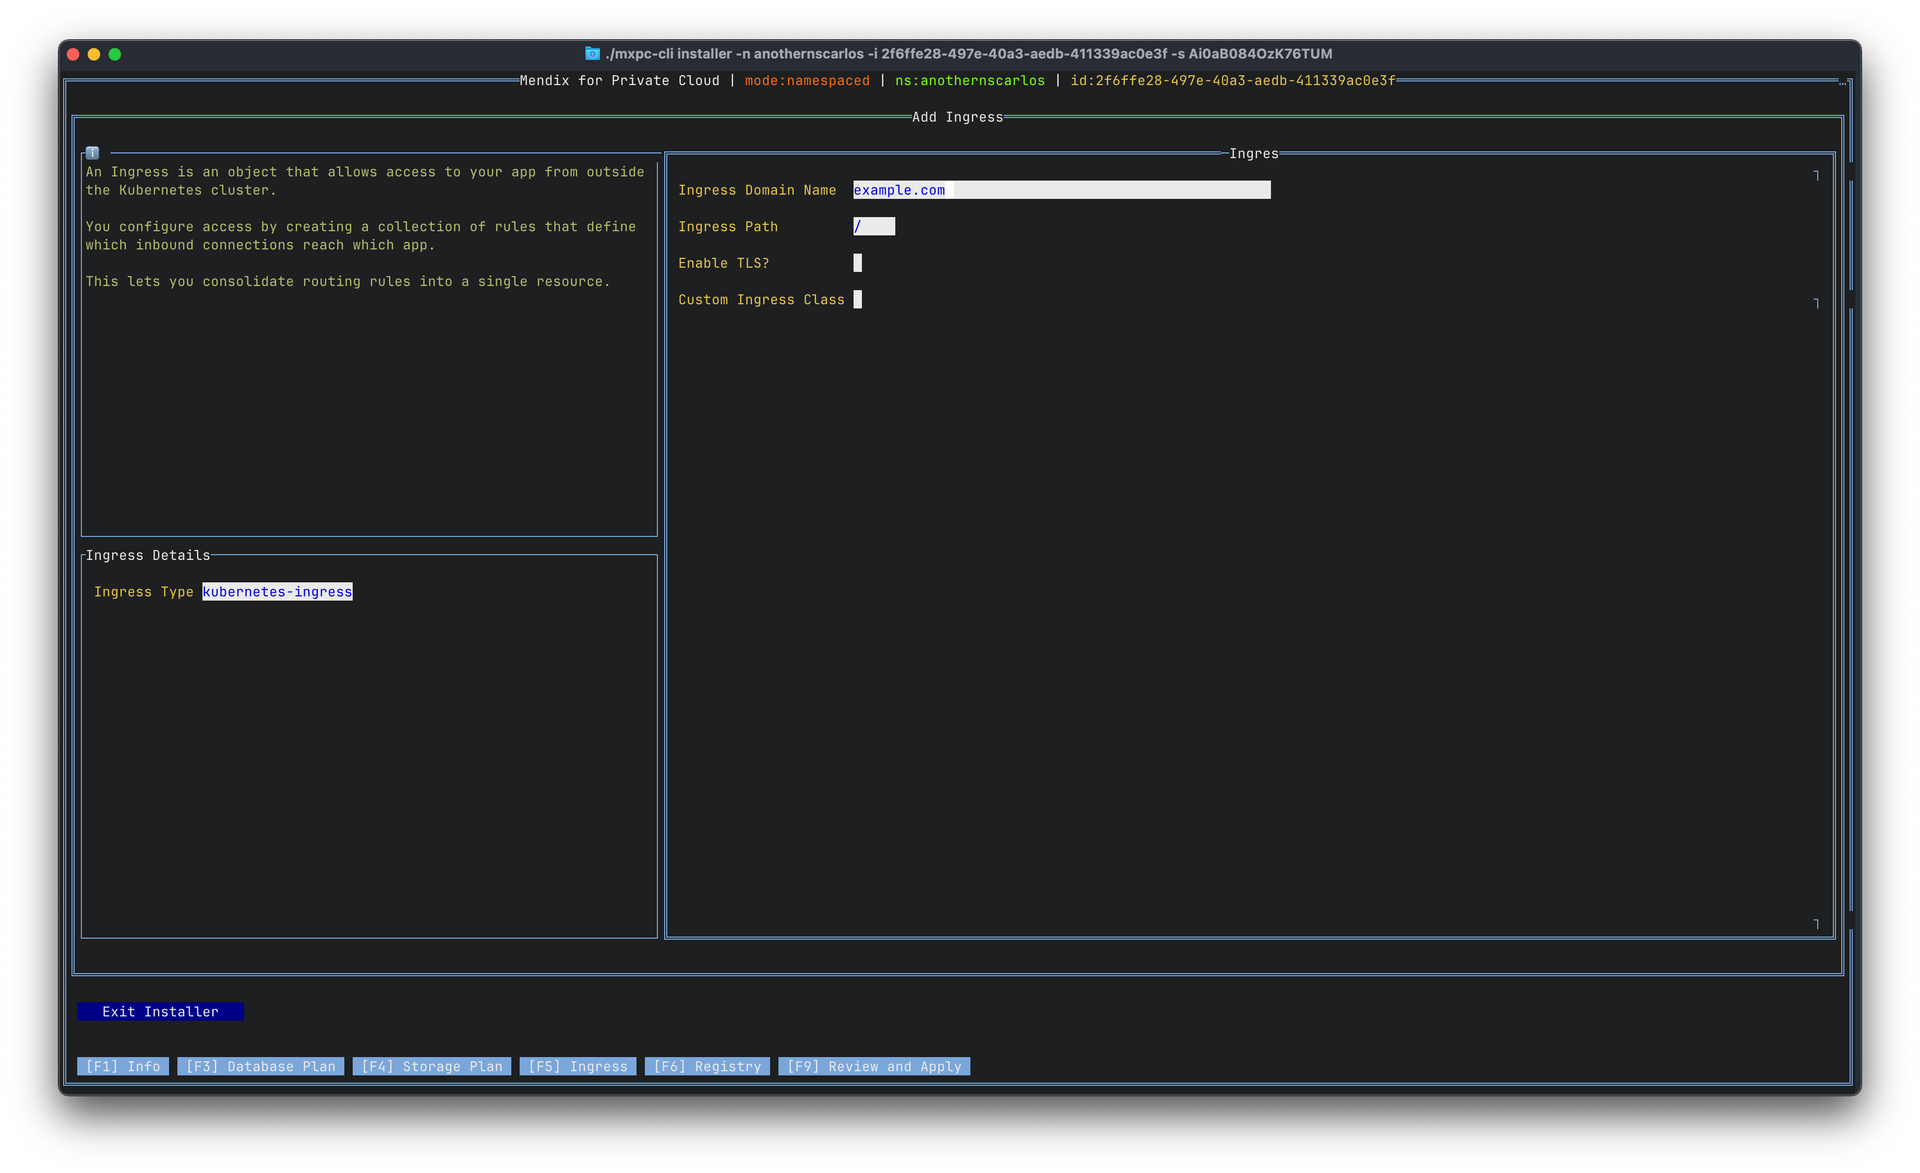 ./mxpc-cli installer -n anothernscarlos -i 2f6ffe28-497e-40a3-aedb-411339ac0e3f -s Ai0aB084OzK76TUM
Mendix for Private Cloud | mode:namespaced | ns:anothernscarlos | id:2f6ffe28-497e-40a3-aedb-411339ac0e3f
Add Ingress
An Ingress is an object that allows access to your app from outside
the Kubernetes cluster.
You configure access by creating a collection of rules that define
which inbound connections reach which app.
This lets you consolidate routing rules into a single resource.
Ingress Details
Ingress Type kubernetes-ingress
Ingres
Ingress Domain Name example.com
Ingress Path /
Enable TLS?
Custom Ingress Class
Exit Installer
[F1] Info [F3] Database Plan [F4] Storage Plan [F5] Ingress [F6] Registry [F9] Review and Apply